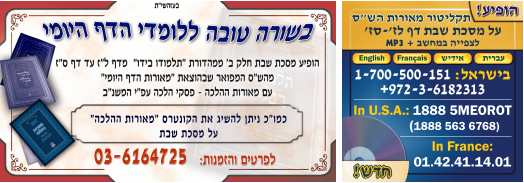 בעזהשי"ת
בשורה טובה ללומדי הדף היומי
הופיע מסכת שבת חלק ב' ממהדורת "תלמודו בידו" מדף ל"ז עד דף ס"ז
מהש"ס המפואר שבהוצאת "מאורות הדף היומי"
עם מאורות ההלכה - פסקי הלכה עפ"י המשנ"ב
כמו"כ ניתן להשיג את הקונטרס "מאורות ההלכה"
על מסכת שבת
לפרטים והזמנות: 03-6164725
הופיע!
תקליטור מאורות הש"ס
על מסכת שבת דף לז'-סז'
לצפייה במחשב + MP3
עברית אידיש Français English
בישראל: 1-700-500-151
+972-3-6182313
In U.S.A.: 1888 5MEOROT
(1888 563 6768)
In France:
01.42.41.14.01
חדש!